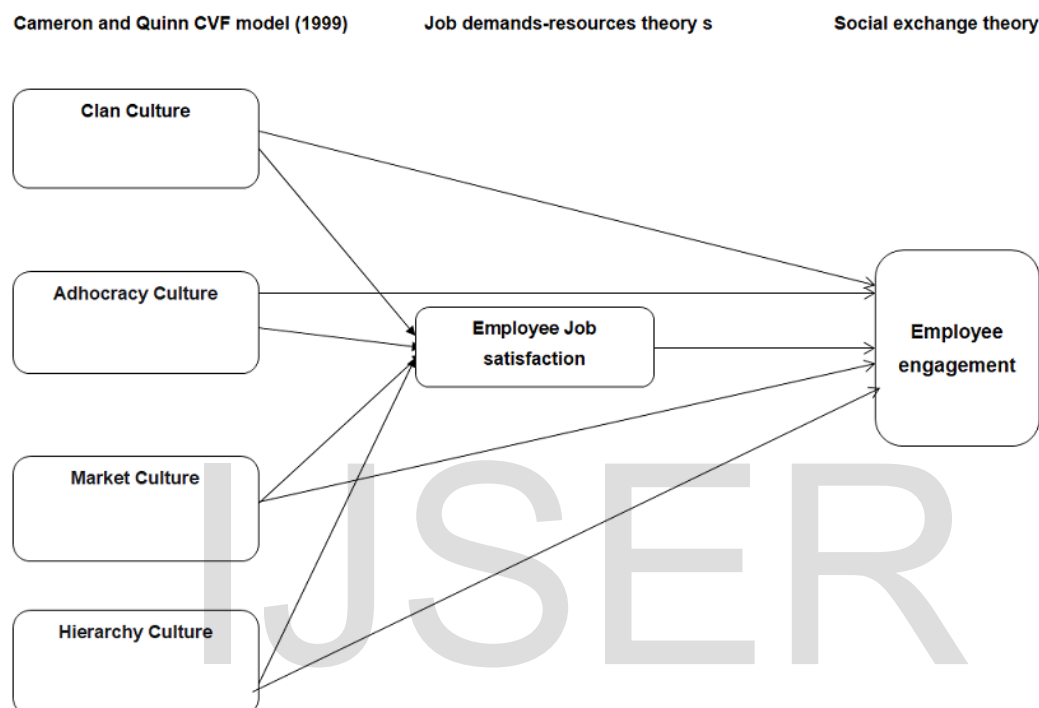 Cameron and Quinn CVF model (1999) Job demands-resources theory s Social exchange theory
Clan Culture
Adhocracy Culture
Employee Job
satisfaction
Employee
engagement
Market Culture
Hierarchy Culture
IJSER